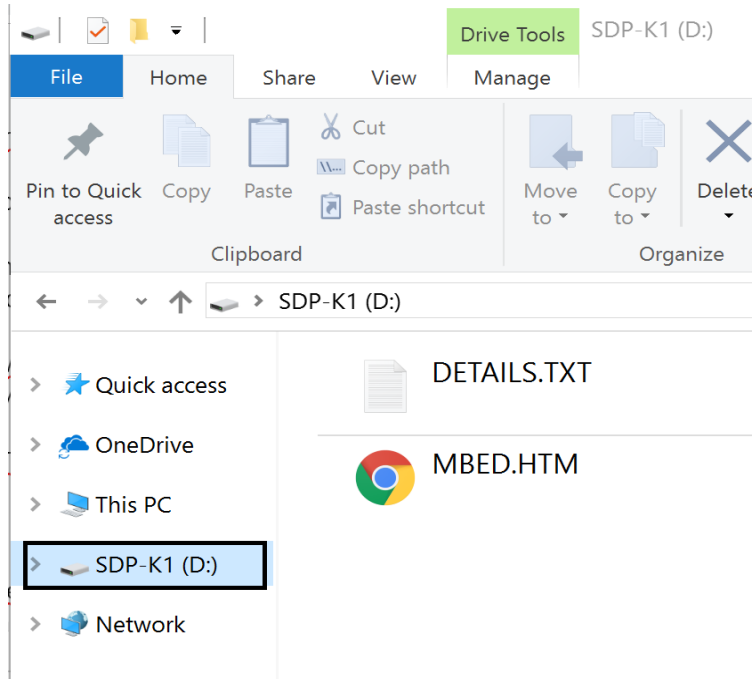 Drive Tools
SDP-K1 (D:)
File
Home
Share
View
Manage
Pin to Quick
access
Copy
Paste
Cut
Copy path
Paste shortcut
Move
to
Copy
to
Delete
Clipboard
Organize
SDP-K1 (D:)
Quick access
OneDrive
This PC
SDP-K1 (D:)
Network
DETAILS.TXT
MBED.HTM